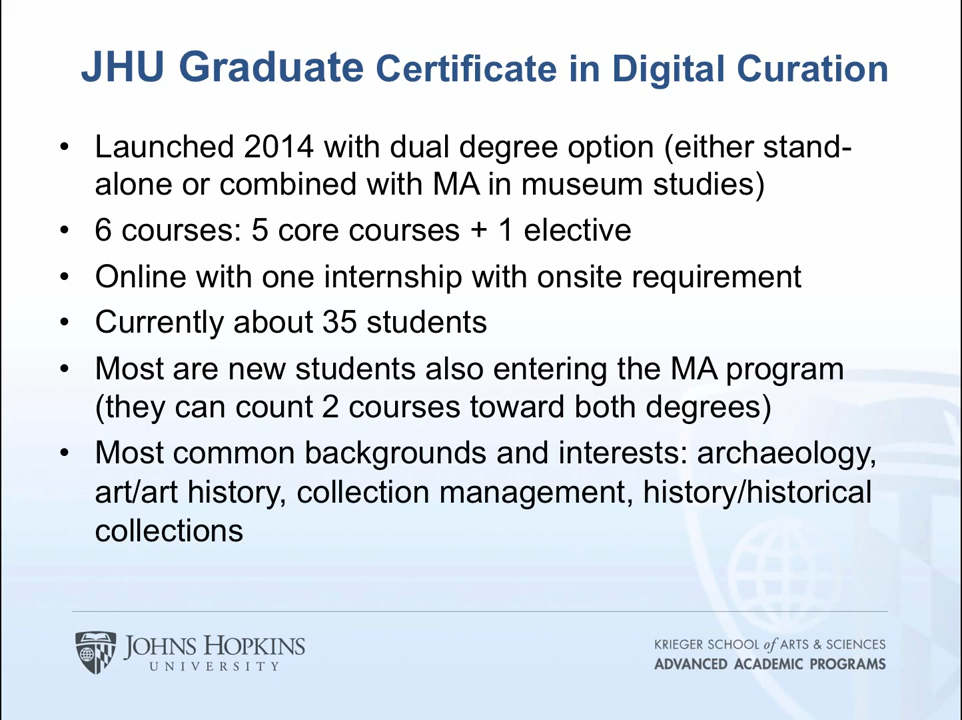 JHU Graduate Certificate in Digital Curation
• Launched 2014 with dual degree option (either stand-
alone or combined with MA in museum studies)
• 6 courses: 5 core courses + 1 elective
• Online with one internship with onsite requirement
• Currently about 35 students
• Most are new students also entering the MA program
(they can count 2 courses toward both degrees)
• Most common backgrounds and interests: archaeology,
art/art history, collection management, history/historical
collections
JOHNS HOPKINS
UNIVERSITY
KRIEGER SCHOOL of ARTS & SCIENCES
ADVANCED ACADEMIC PROGRAMS